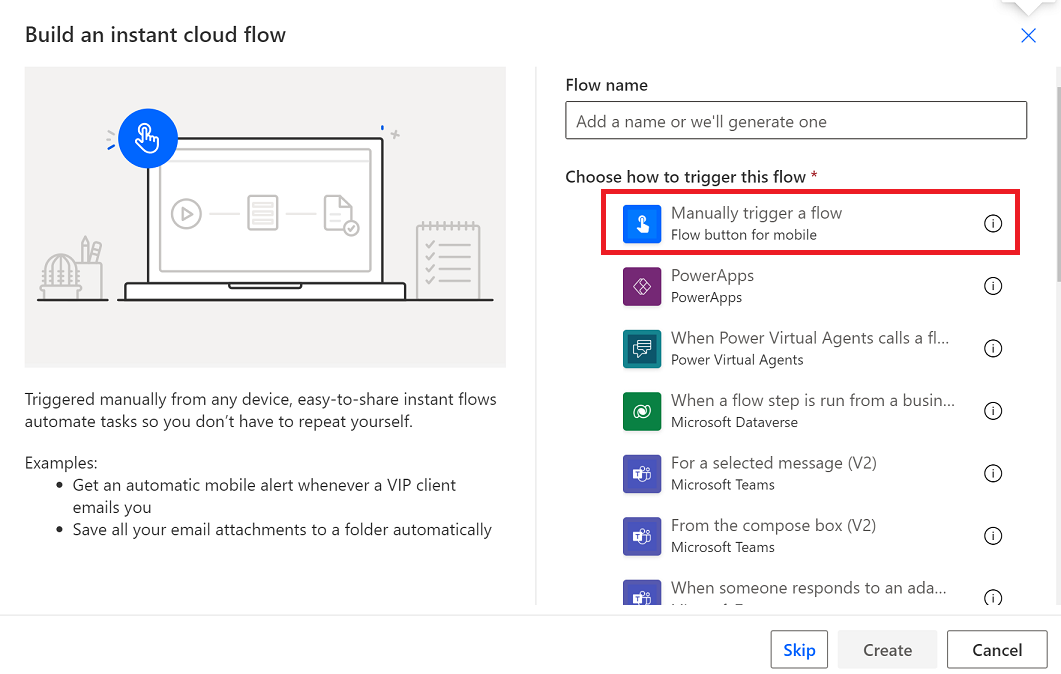 Build an instant cloud flow
Flow name
Add a name or we'll generate one
Choose how to trigger this flow *
Manually trigger a flow
Flow button for mobile
PowerApps
PowerApps
When Power Virtual Agents calls a fl...
Power Virtual Agents
When a flow step is run from a busin...
Microsoft Dataverse
For a selected message (V2)
Microsoft Teams
From the compose box (V2)
Microsoft Teams
When someone responds to an ada...
Triggered manually from any device, easy-to-share instant flows
automate tasks so you don’t have to repeat yourself.
Examples:
• Get an automatic mobile alert whenever a VIP client
emails you
• Save all your email attachments to a folder automatically
Skip
Create
Cancel